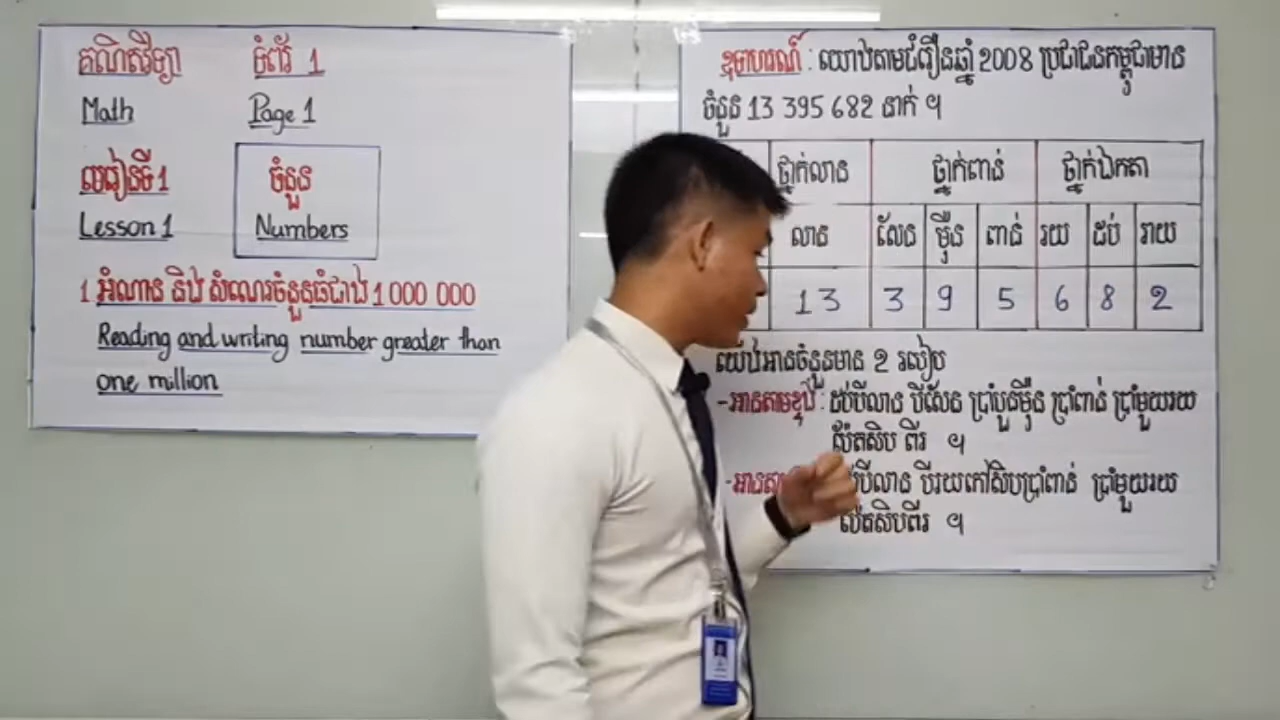 គណិតវិទ្យា ទំព័រ 1
Math Page 1
មេរៀនទី 1 ចំនួន
Lesson 1 Numbers
1 អំណាន និង សំណេរចំនួនធំជាង 1 000 000
Reading and writing number greater than
one million
ឧទាហរណ៍ : យោងតាមជំរឿនឆ្នាំ 2008 ប្រជាជនកម្ពុជាមាន
ចំនួន 13 395 682 នាក់ ។
ថ្នាក់លាន ថ្នាក់ពាន់ ថ្នាក់ឯកតា
លាន សែន ម៉ឺន ពាន់ រយ ដប់ រាយ
13 3 9 5 6 8 2
យើងអានចំនួនមាន 2 របៀប
-អានតាមខ្ទង់ : ដប់បីលាន បីសែន ប្រាំបួនម៉ឺន ប្រាំពាន់ ប្រាំមួយរយ
ប៉ែតសិប ពីរ ។
-អានតាម បីលាន បីរយកៅសិបប្រាំពាន់ ប្រាំមួយរយ
ប៉ែតសិបពីរ ។